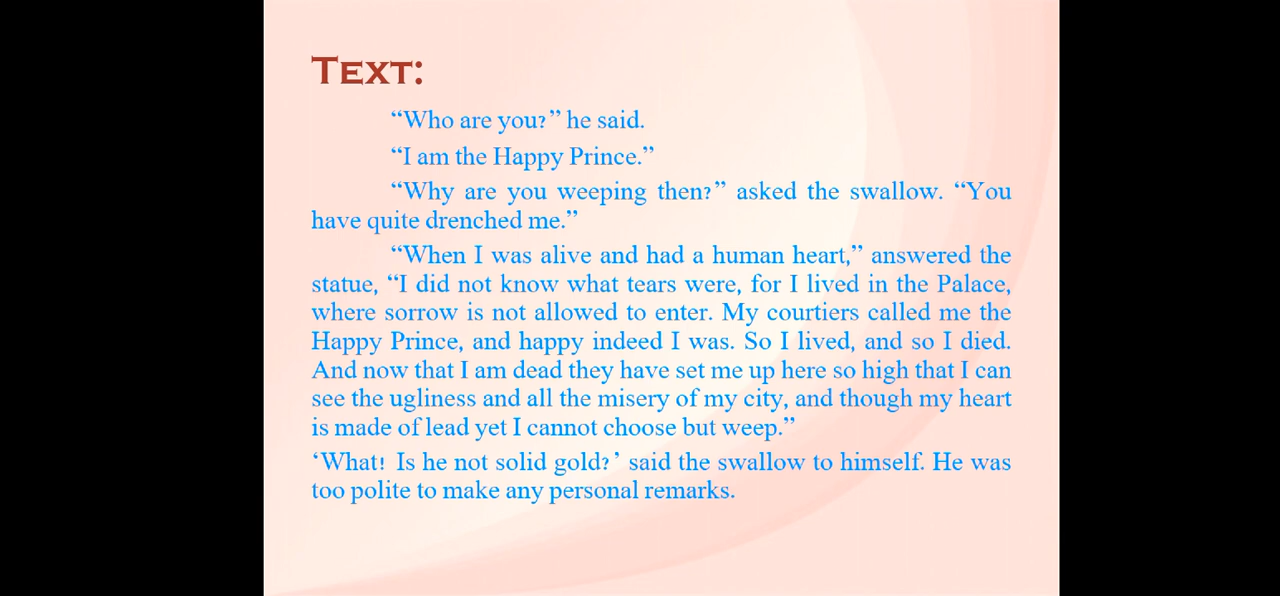 TEXT:
“Who are you?” he said.
“I am the Happy Prince.”
“Why are you weeping then?” asked the swallow. “You
have quite drenched me.”
“When I was alive and had a human heart,” answered the
statue, “I did not know what tears were, for I lived in the Palace,
where sorrow is not allowed to enter. My courtiers called me the
Happy Prince, and happy indeed I was. So I lived, and so I died.
And now that I am dead they have set me up here so high that I can
see the ugliness and all the misery of my city, and though my heart
is made of lead yet I cannot choose but weep.”
‘What! Is he not solid gold?’ said the swallow to himself. He was
too polite to make any personal remarks.